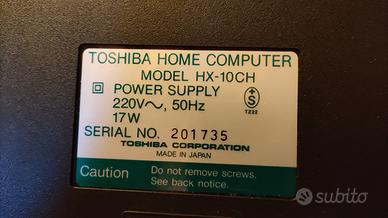 TOSHIBA HOME COMPUTER
MODEL HX-10CH
POWER SUPPLY
220V~, 50Hz
17W
SERIAL NO. 201735
TOSHIBA CORPORATION
MADE IN JAPAN
Caution Do not remove screws.
See back notice.
S
T222
subito